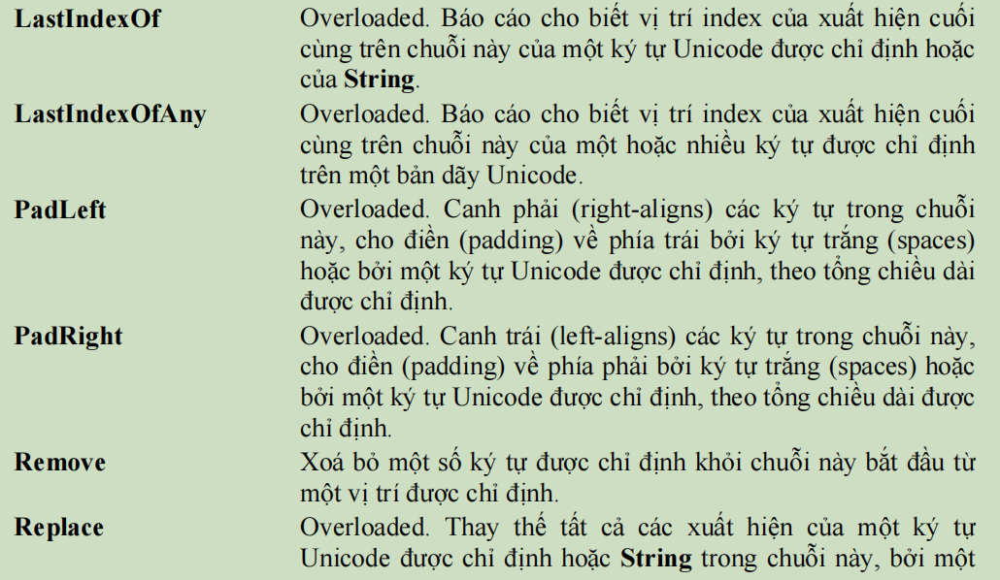 LastIndexOf Overloaded. Báo cáo cho biết vị trí index của xuất hiện cuối
cùng trên chuỗi này của một ký tự Unicode được chỉ định hoặc
của String.
LastIndexOfAny Overloaded. Báo cáo cho biết vị trí index của xuất hiện cuối
cùng trên chuỗi này của một hoặc nhiều ký tự được chỉ định
trên một bản dãy Unicode.
PadLeft Overloaded. Canh phải (right-aligns) các ký tự trong chuỗi
này, cho điền (padding) về phía trái bởi ký tự trắng (spaces)
hoặc bởi một ký tự Unicode được chỉ định, theo tổng chiều dài
được chỉ định.
PadRight Overloaded. Canh trái (left-aligns) các ký tự trong chuỗi này,
cho điền (padding) về phía phải bởi ký tự trắng (spaces) hoặc
bởi một ký tự Unicode được chỉ định, theo tổng chiều dài được
chỉ định.
Remove Xoá bỏ một số ký tự được chỉ định khỏi chuỗi này bắt đầu từ
một vị trí được chỉ định.
Replace Overloaded. Thay thế tất cả các xuất hiện của một ký tự
Unicode được chỉ định hoặc String trong chuỗi này, bởi một